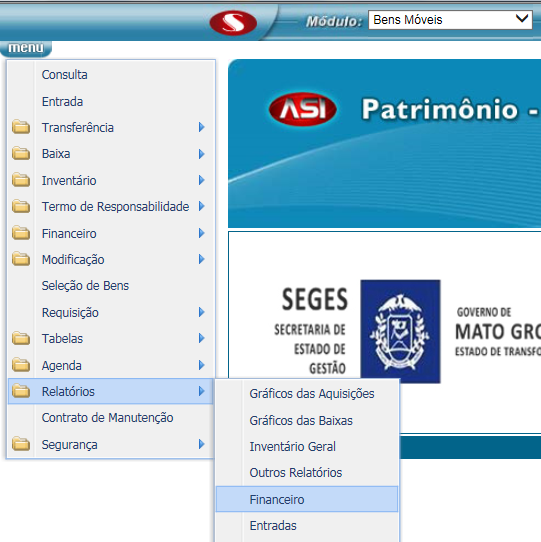 S
Módulo: Bens Móveis
menu
Consulta
Entrada
Transferência
Baixa
Inventário
Termo de Responsabilidade
Financeiro
Modificação
Seleção de Bens
Requisição
Tabelas
Agenda
Relatórios
Contrato de Manutenção
Segurança
ASI Patrimônio -
SEGES
SECRETARIA DE
ESTADO DE
GESTÃO
GOVERNO DE
MATO GRO
ESTADO DE TRANSFO
Gráficos das Aquisições
Gráficos das Baixas
Inventário Geral
Outros Relatórios
Financeiro
Entradas